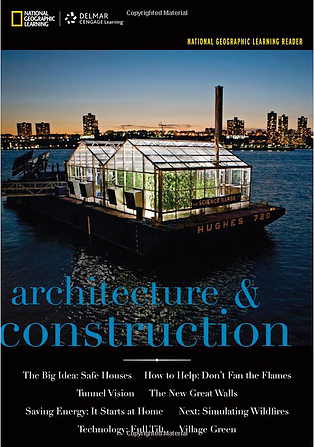 Copyrighted Material
NATIONAL
GEOGRAPHIC
LEARNING
DELMAR
CENGAGE Learning
NATIONAL GEOGRAPHIC LEARNING READER
SCIENCE BARGE
HUGHES 720
architecture &
construction
The Big Idea: Safe Houses How to Help: Don't Fan the Flames
Tunnel Vision The New Great Walls
Saving Energy: It Starts at Home Next: Simulating Wildfires
Technology: Full Tilt Village Green
Copyrighted Material